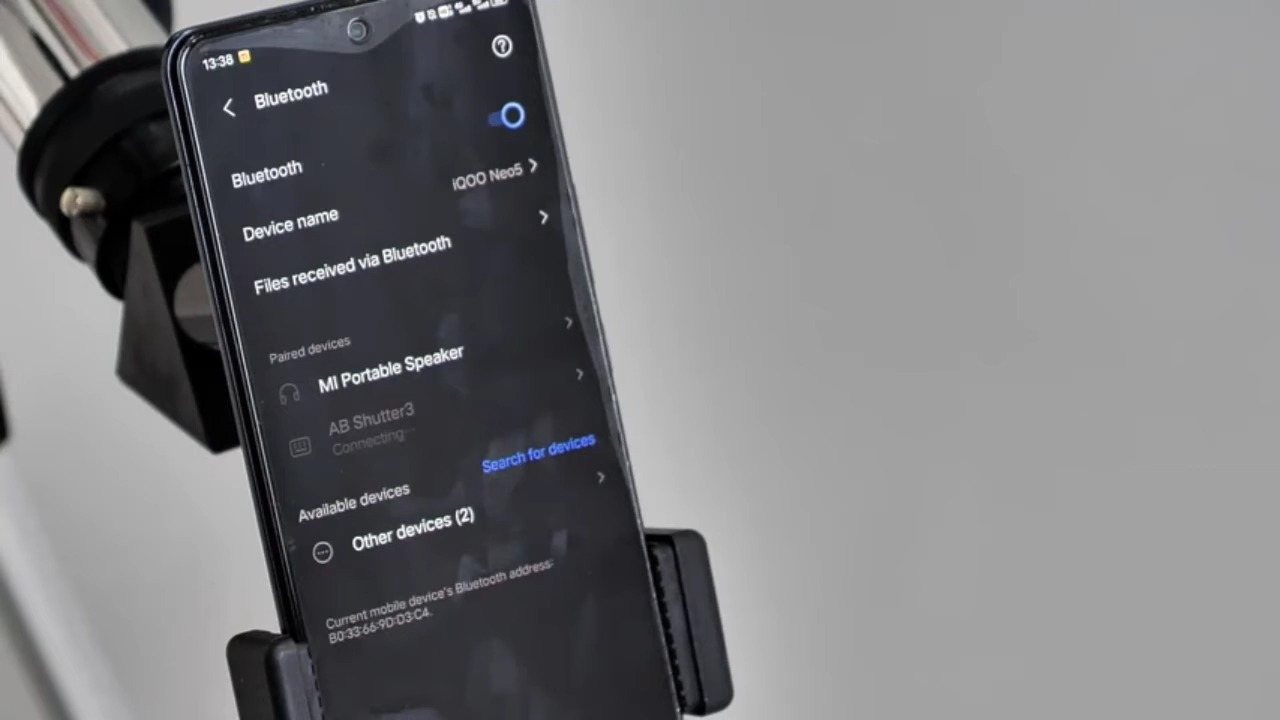 13:38
Bluetooth
Bluetooth
Device name
iQOO Neo5
Files received via Bluetooth
Paired devices
MI Portable Speaker
AB Shutter3
Connecting...
Available devices
Search for devices
Other devices (2)
Current mobile device's Bluetooth address:
B0:33:66:9D:D3:C4.